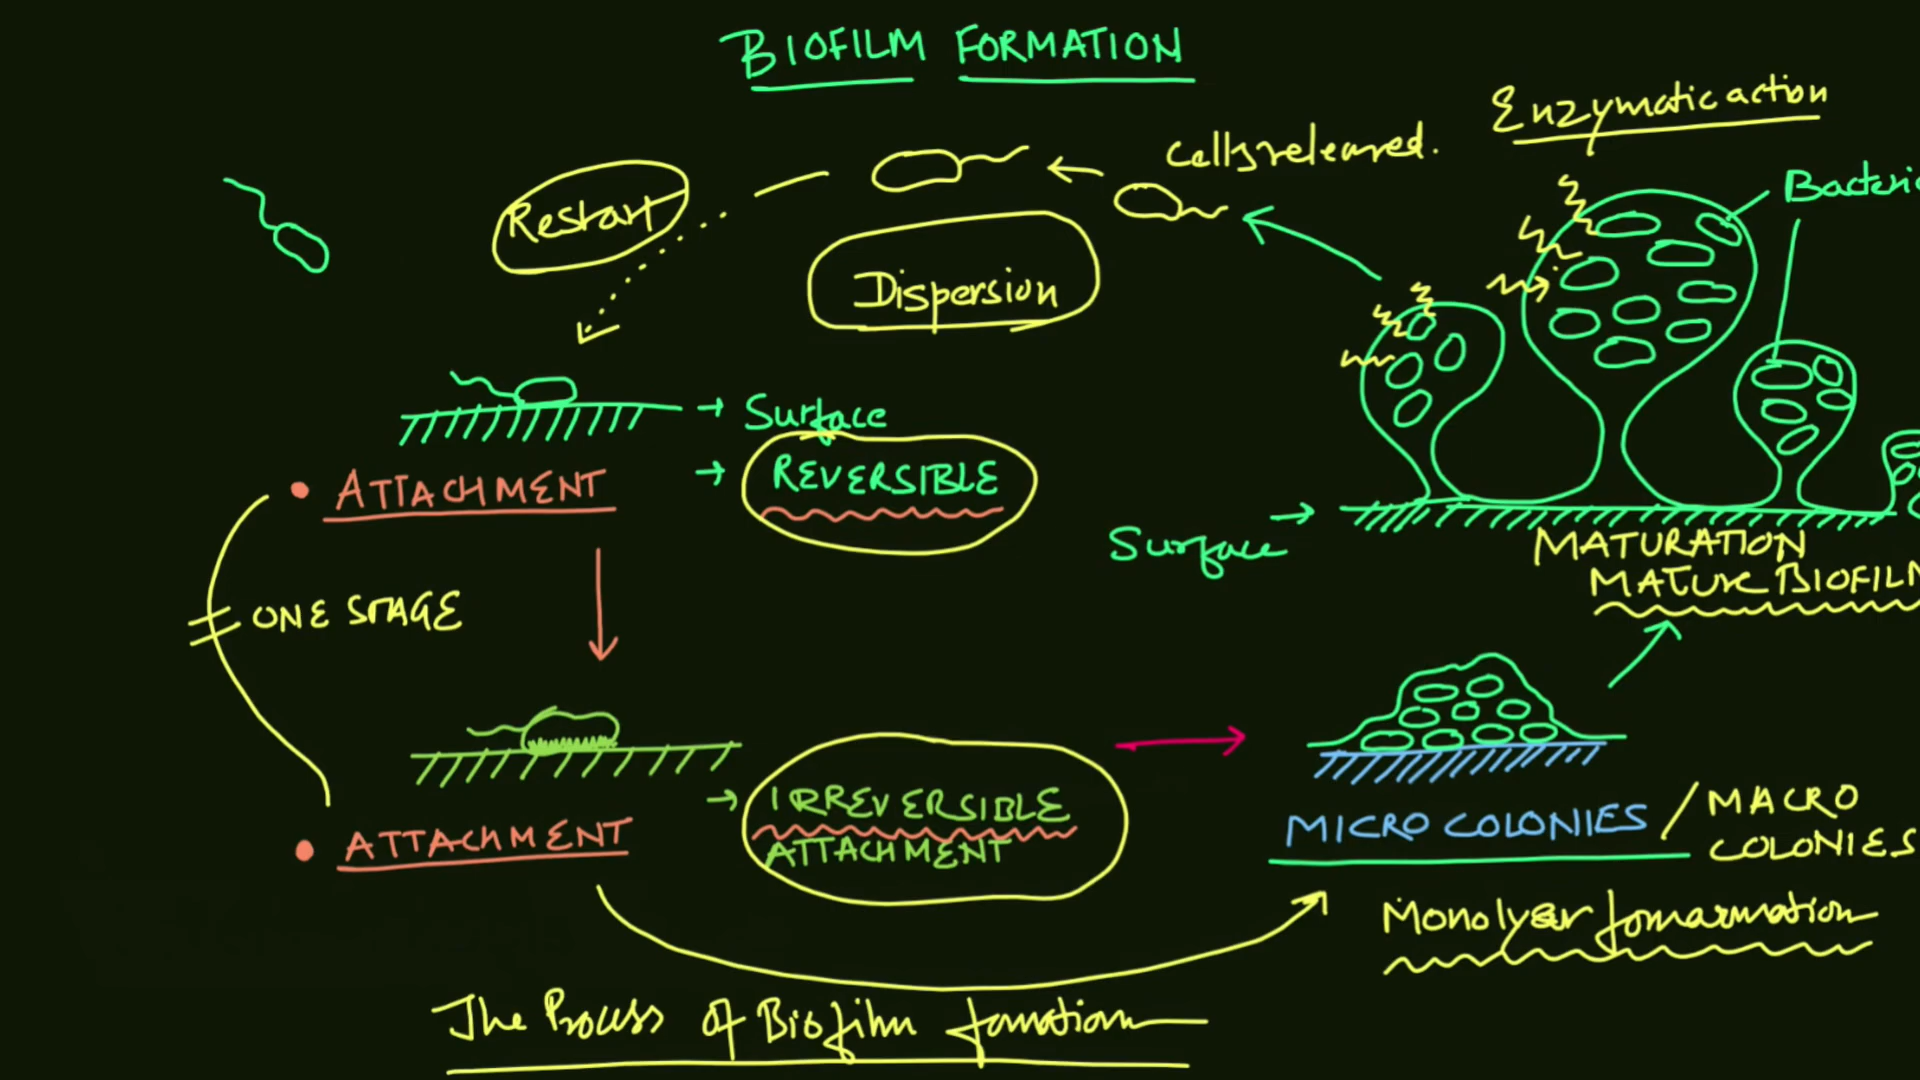 BIOFILM FORMATION
Enzymatic action
Cells released.
Bacteri
Restart
Dispersion
→ Surface
• ATTACHMENT → REVERSIBLE
Surface →
MATURATION
MATURE BIOFILM
ONE STAGE
• ATTACHMENT → IRREVERSIBLE
ATTACHMENT
MICRO COLONIES / MACRO
COLONIES
Monolyer fomarmation
The Process of Biofilm formation